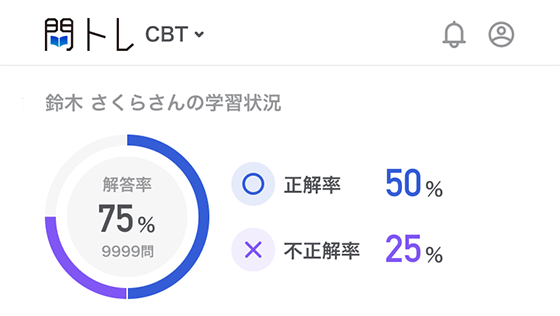 問トレ CBT
鈴木 さくらさんの学習状況
解答率
75%
9999問
正解率 50%
不正解率 25%